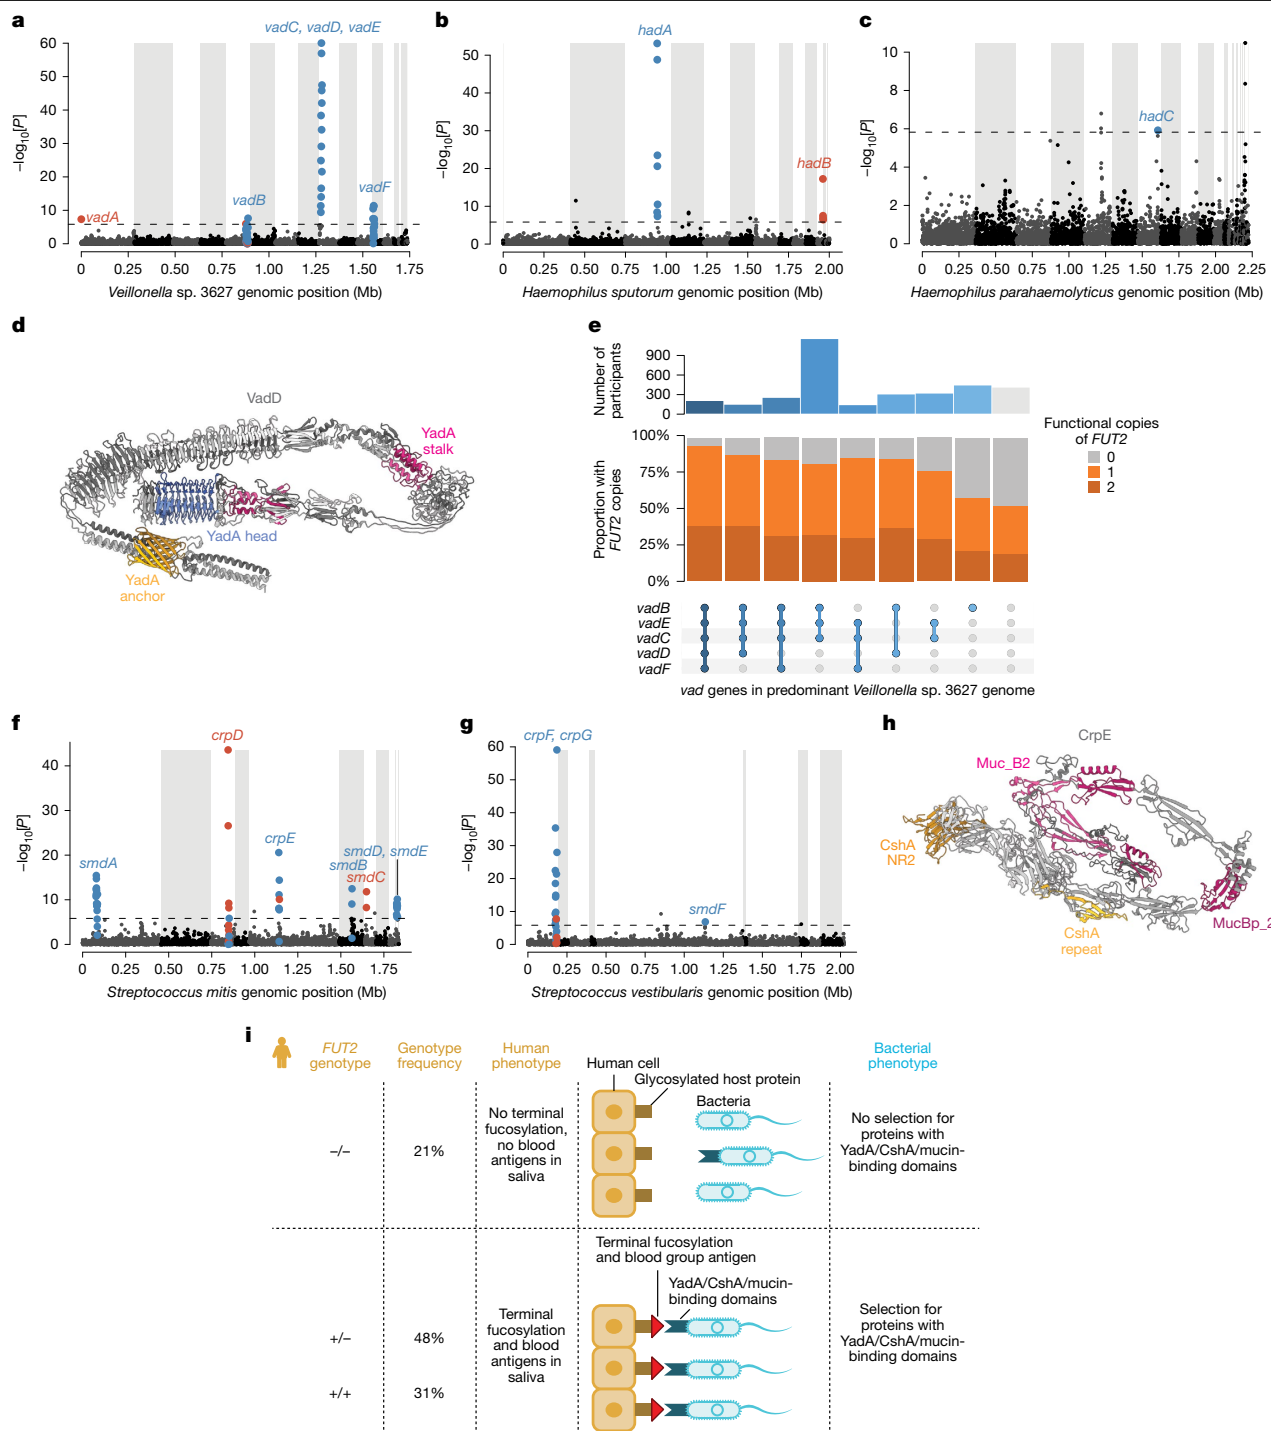 a
vadC, vadD, vadE
60
50
40
30
20
10
0
–log10[P]
vadA
vadB
vadF
0 0.25 0.50 0.75 1.00 1.25 1.50 1.75
Veillonella sp. 3627 genomic position (Mb)
b
hadA
50
40
30
20
10
0
–log10[P]
hadB
0 0.25 0.50 0.75 1.00 1.25 1.50 1.75 2.00
Haemophilus sputorum genomic position (Mb)
c
10
8
6
4
2
0
–log10[P]
hadC
0 0.25 0.50 0.75 1.00 1.25 1.50 1.75 2.00 2.25
Haemophilus parahaemolyticus genomic position (Mb)
d
VadD
YadA
stalk
YadA head
YadA
anchor
e
Number of
participants
900
600
300
0
Proportion with
FUT2 copies
100%
75%
50%
25%
0%
Functional copies
of FUT2
0
1
2
vadB
vadE
vadC
vadD
vadF
vad genes in predominant Veillonella sp. 3627 genome
f
crpD
40
30
20
10
0
–log10[P]
smdA
crpE
smdD, smdE
smdB
smdC
0 0.25 0.50 0.75 1.00 1.25 1.50 1.75
Streptococcus mitis genomic position (Mb)
g
crpF, crpG
60
50
40
30
20
10
0
–log10[P]
smdF
0 0.25 0.50 0.75 1.00 1.25 1.50 1.75 2.00
Streptococcus vestibularis genomic position (Mb)
h
CrpE
Muc_B2
CshA
NR2
CshA
repeat
MucBp_2
i
FUT2
genotype
Genotype
frequency
Human
phenotype
Bacterial
phenotype
Human cell
Glycosylated host protein
Bacteria
–/–
21%
No terminal
fucosylation,
no blood
antigens in
saliva
No selection for
proteins with
YadA/CshA/mucin-
binding domains
Terminal fucosylation
and blood group antigen
YadA/CshA/mucin-
binding domains
+/–
48%
+/+
31%
Terminal
fucosylation
and blood
antigens in
saliva
Selection for
proteins with
YadA/CshA/mucin-
binding domains